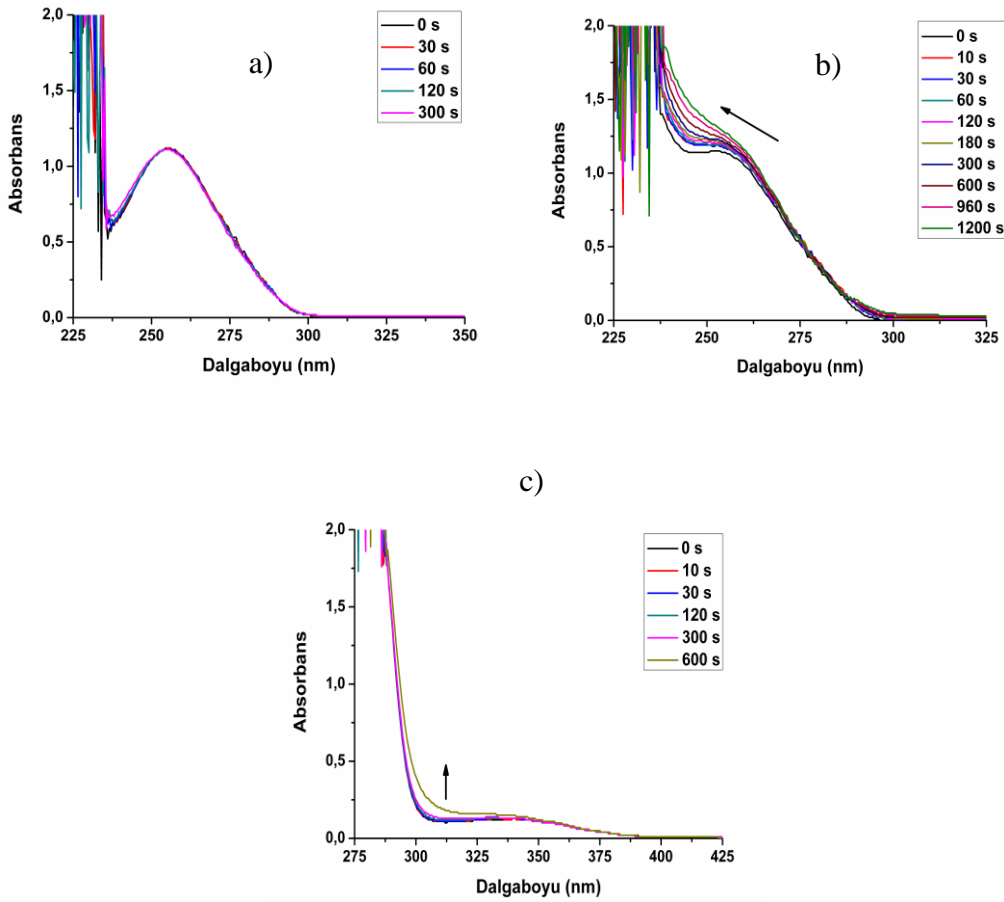 a)
0 s
30 s
60 s
120 s
300 s
Absorbans
2,0
1,5
1,0
0,5
0,0
225
250
275
300
325
350
Dalgaboyu (nm)
b)
0 s
10 s
30 s
60 s
120 s
180 s
300 s
600 s
960 s
1200 s
Absorbans
2,0
1,5
1,0
0,5
0,0
225
250
275
300
325
Dalgaboyu (nm)
c)
0 s
10 s
30 s
120 s
300 s
600 s
Absorbans
2,0
1,5
1,0
0,5
0,0
275
300
325
350
375
400
425
Dalgaboyu (nm)